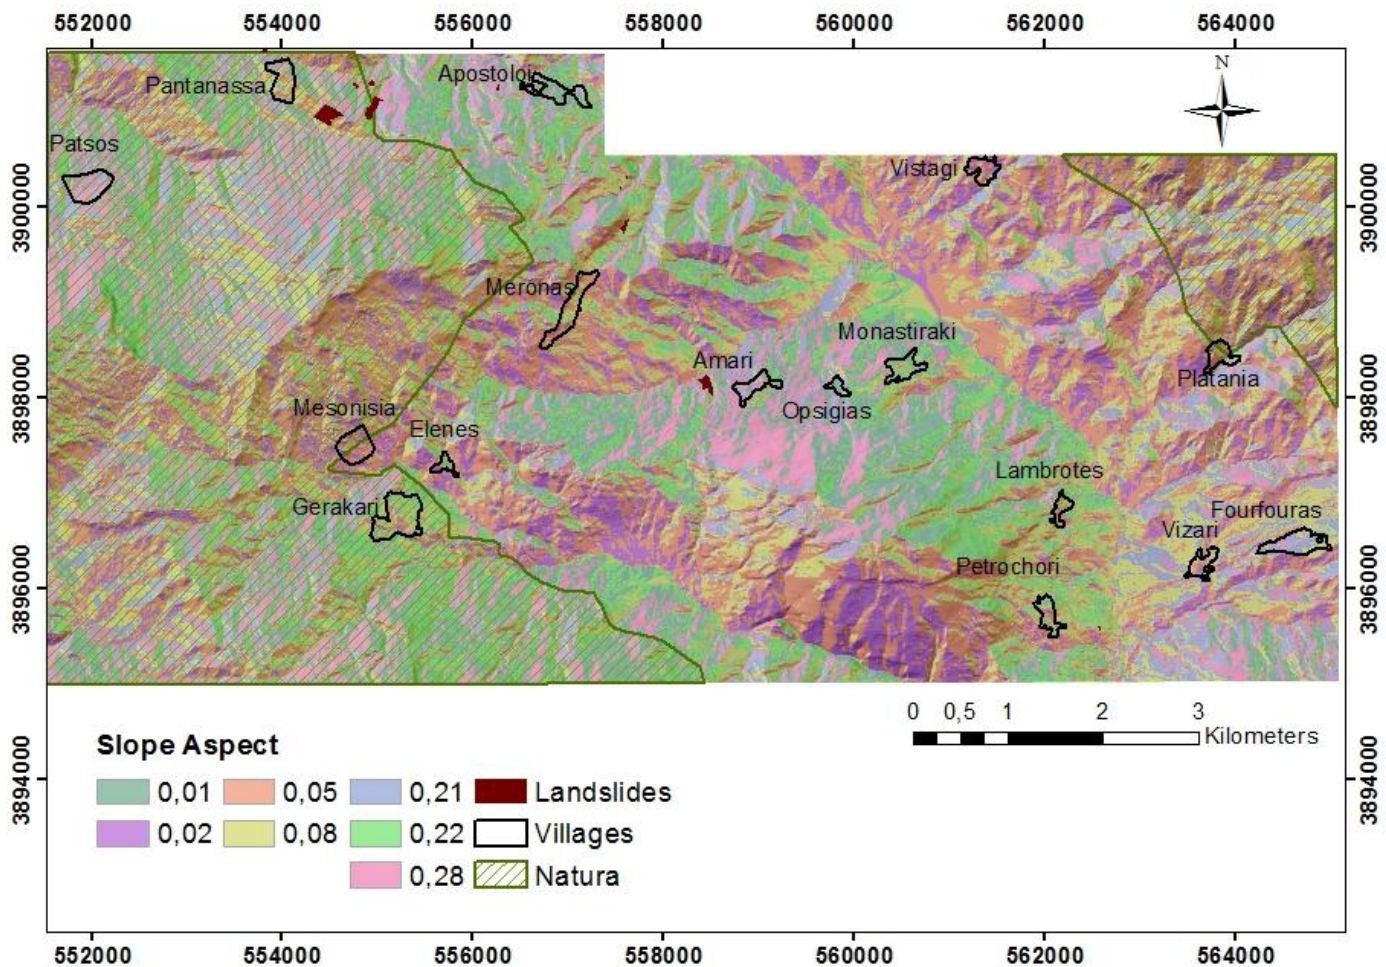 552000 554000 556000 558000 560000 562000 564000
N
Apostoloi
Pantanassa
Patsos
Vistagi
3900000 3900000
Meronas
Monastiraki
Amari
Platania
3898000 3898000
Opsigias
Mesonisia
Elenes
Lambrotes
Gerakari
Fourfouras
Vizari
Petrochori
3896000 3896000
0 0,5 1 2 3
Kilometers
Slope Aspect
3894000 3894000
0,01 0,05 0,21 Landslides
0,02 0,08 0,22 Villages
0,28 Natura
552000 554000 556000 558000 560000 562000 564000